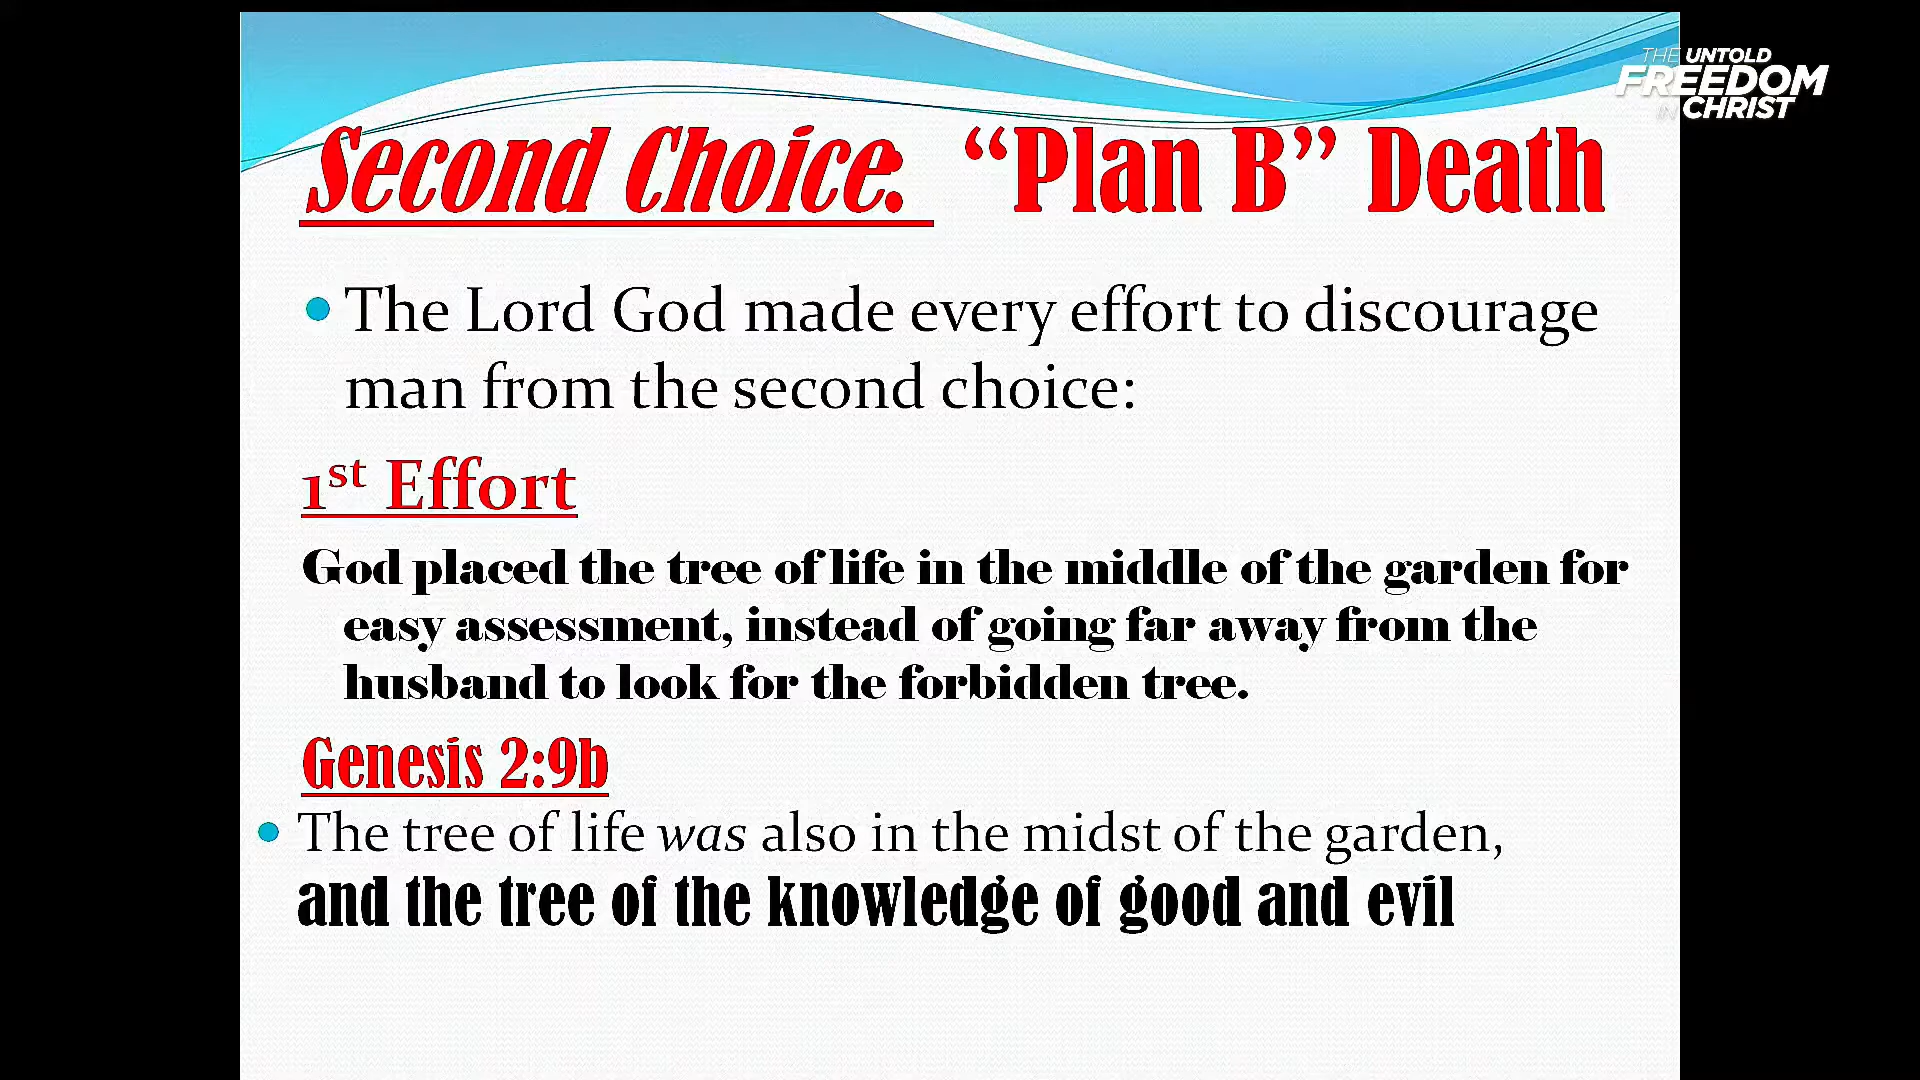 THE UNTOLD
FREEDOM
IN CHRIST
Second Choice. “Plan B” Death
• The Lord God made every effort to discourage
man from the second choice:
1st Effort
God placed the tree of life in the middle of the garden for
easy assessment, instead of going far away from the
husband to look for the forbidden tree.
Genesis 2:9b
• The tree of life was also in the midst of the garden,
and the tree of the knowledge of good and evil